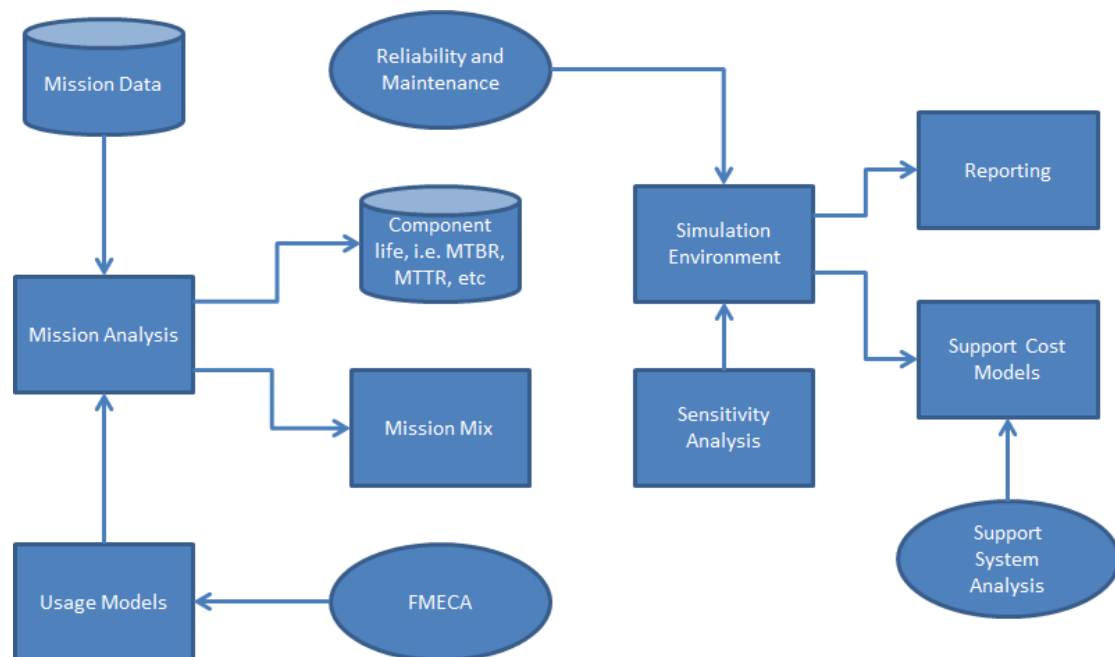 Mission Data
Reliability and
Maintenance
Reporting
Component
life, i.e. MTBR,
MTTR, etc
Simulation
Environment
Mission Analysis
Support Cost
Models
Mission Mix
Sensitivity
Analysis
Support
System
Analysis
Usage Models
FMECA